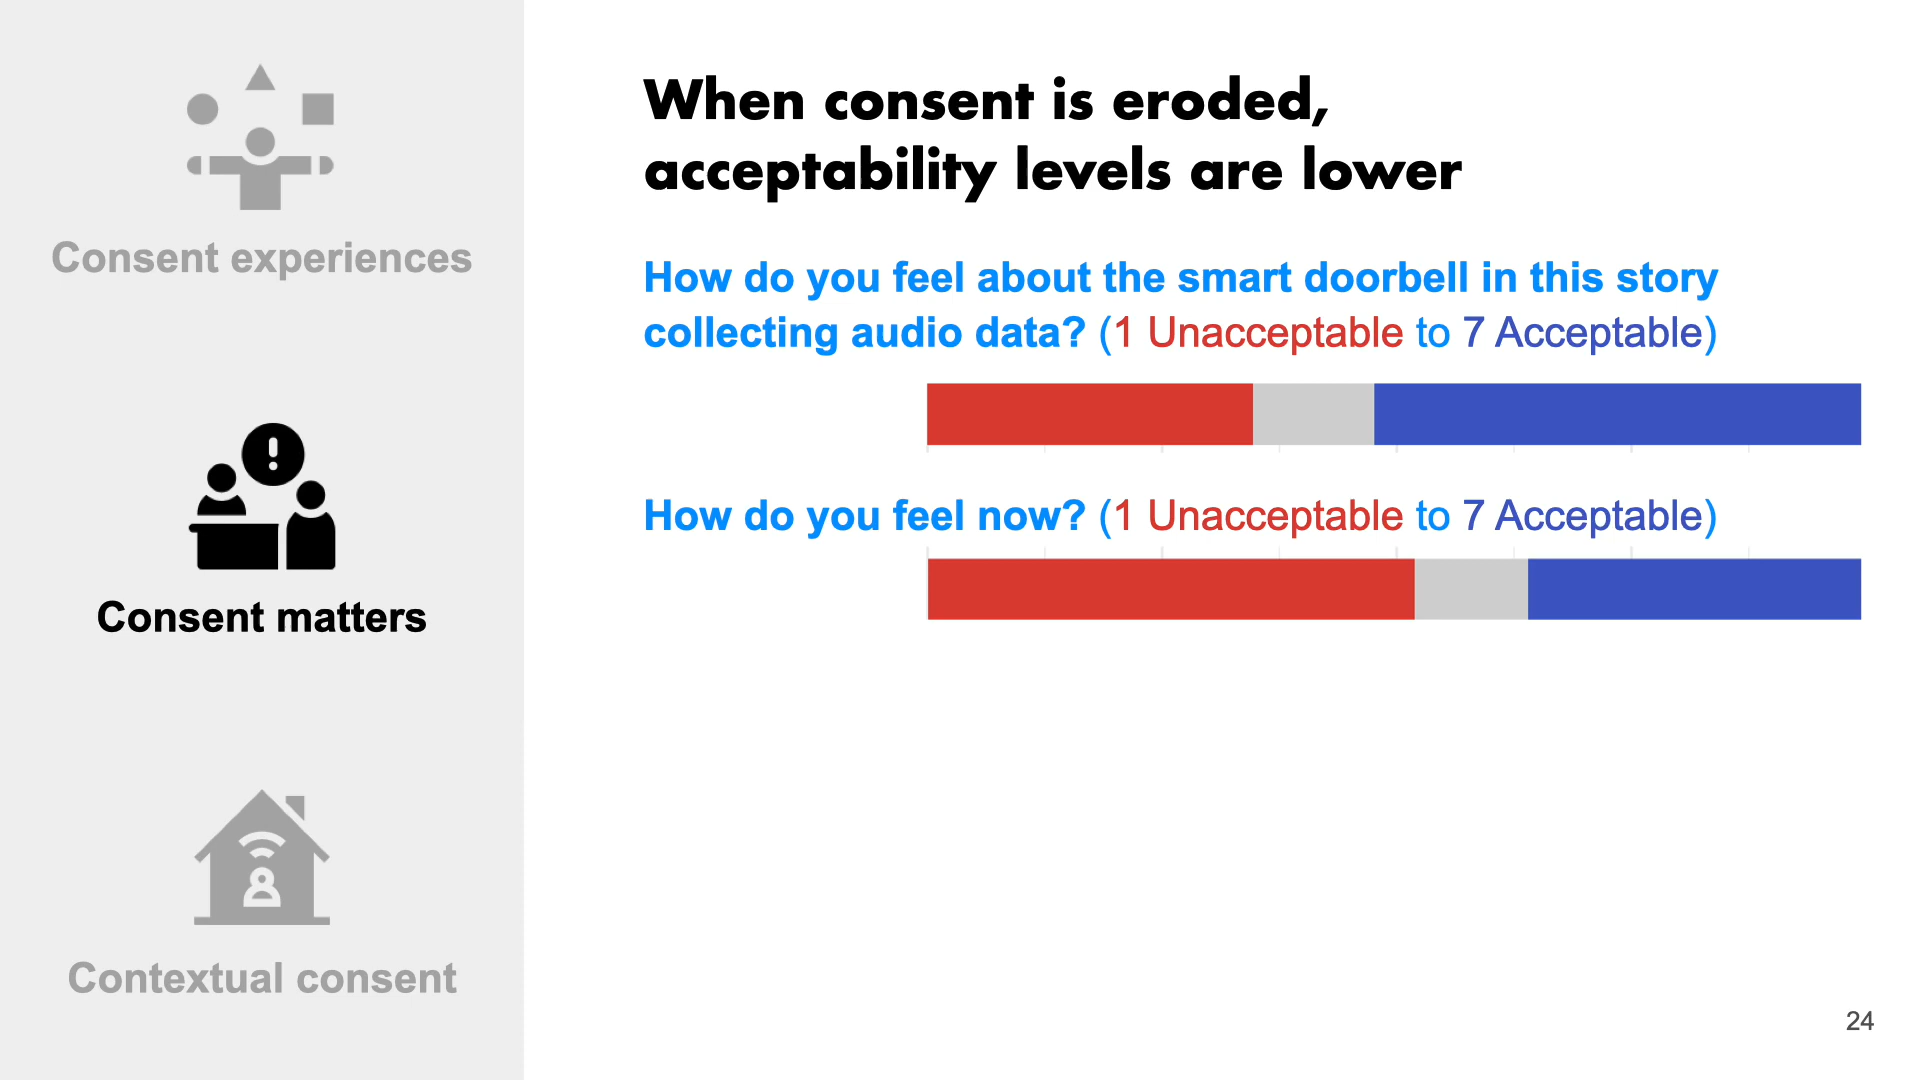 Consent experiences
Consent matters
Contextual consent
When consent is eroded,
acceptability levels are lower
How do you feel about the smart doorbell in this story
collecting audio data? (1 Unacceptable to 7 Acceptable)
How do you feel now? (1 Unacceptable to 7 Acceptable)
24